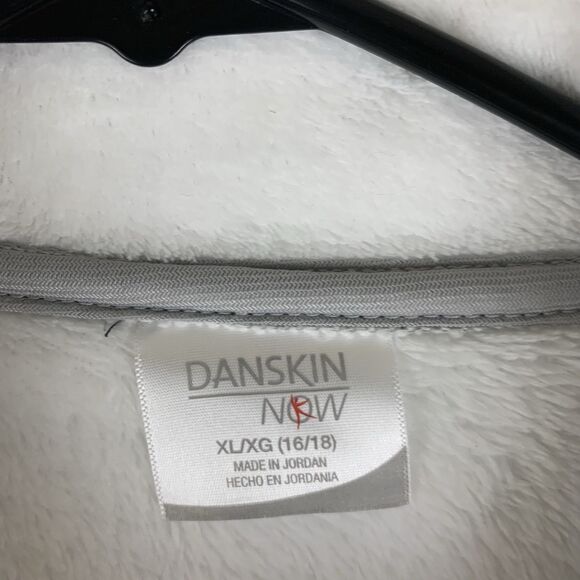 DANSKIN
NOW
XL/XG (16/18)
MADE IN JORDAN
HECHO EN JORDANIA